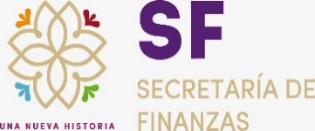 SF
SECRETARÍA DE
FINANZAS
UNA NUEVA HISTORIA